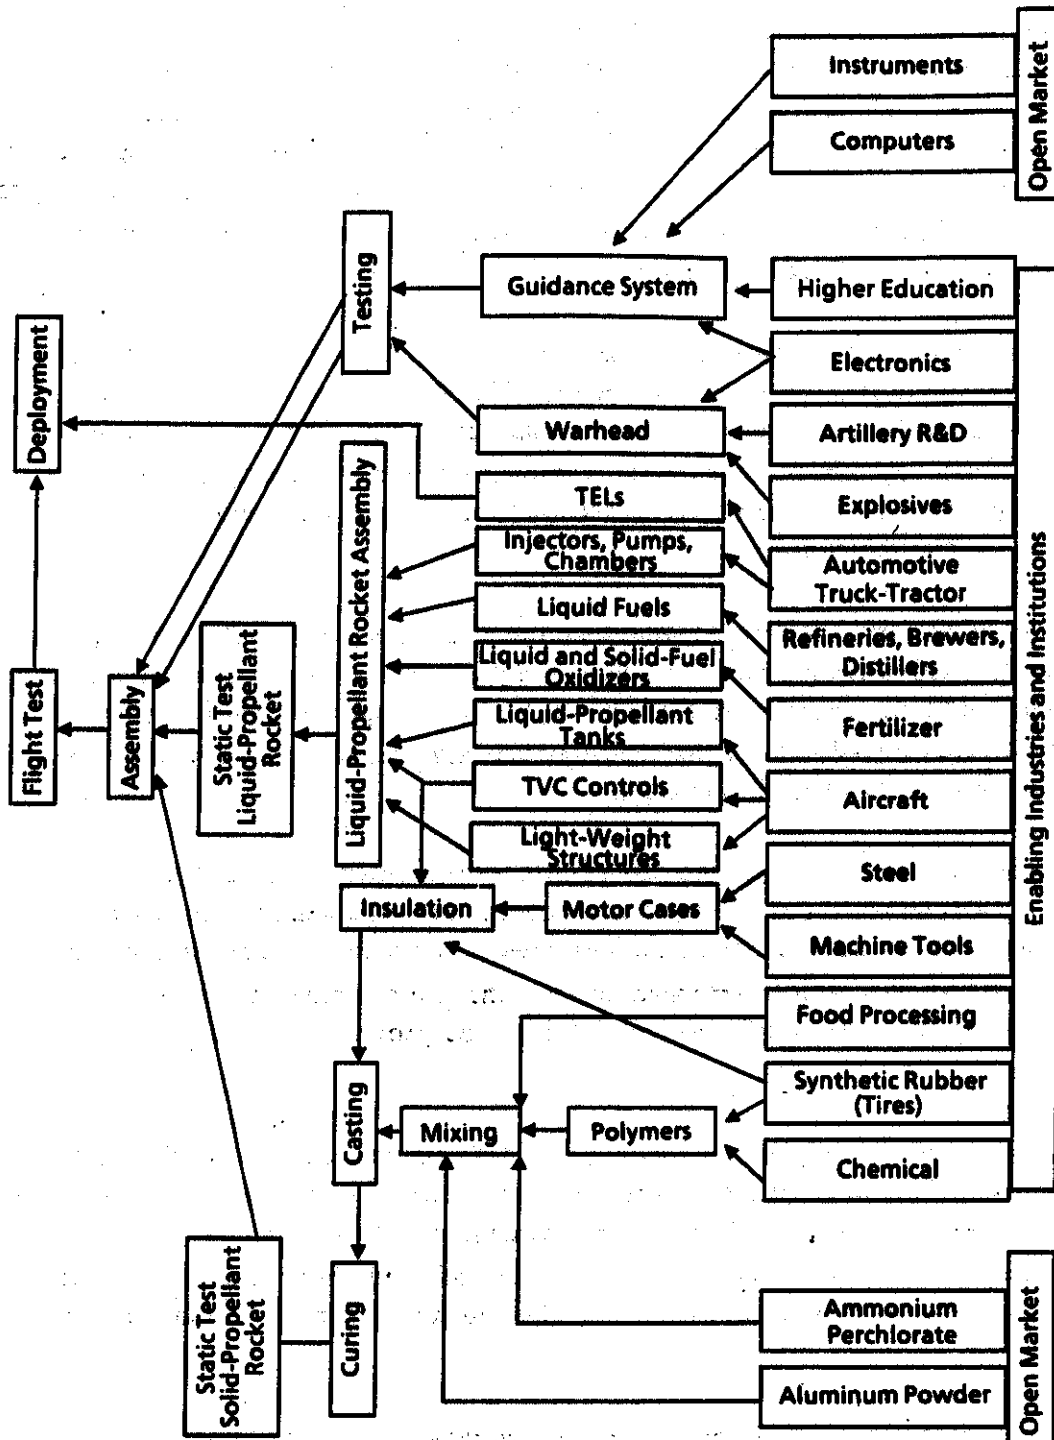 Instruments
Computers
Open Market
Testing
Guidance System
Higher Education
Electronics
Deployment
Warhead
Artillery R&D
TELs
Explosives
Injectors, Pumps,
Chambers
Automotive
Truck-Tractor
Liquid Fuels
Refineries, Brewers,
Distillers
Liquid and Solid-Fuel
Oxidizers
Fertilizer
Liquid-Propellant
Tanks
Aircraft
TVC Controls
Light-Weight
Structures
Steel
Liquid-Propellant Rocket Assembly
Static Test
Liquid-Propellant
Rocket
Assembly
Flight Test
Insulation
Motor Cases
Machine Tools
Food Processing
Enabling Industries and Institutions
Synthetic Rubber
(Tires)
Casting
Mixing
Polymers
Chemical
Static Test
Solid-Propellant
Rocket
Curing
Ammonium
Perchlorate
Aluminum Powder
Open Market